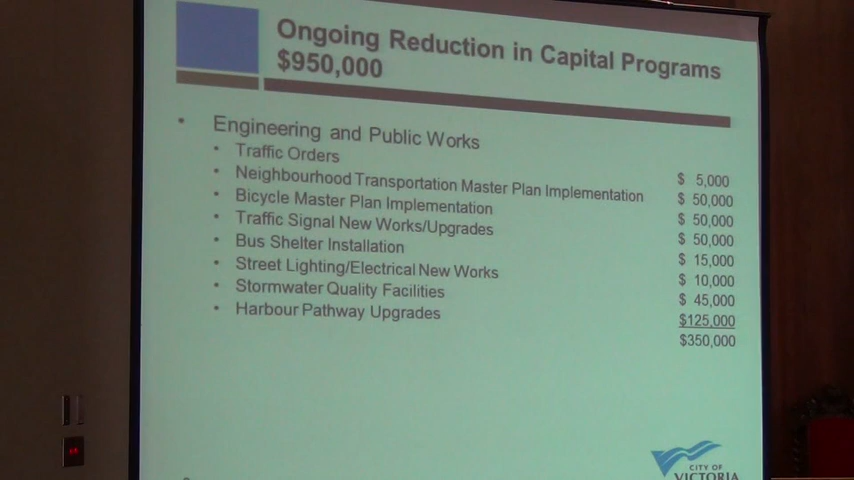 Ongoing Reduction in Capital Programs
$950,000
• Engineering and Public Works
• Traffic Orders $ 5,000
• Neighbourhood Transportation Master Plan Implementation $ 50,000
• Bicycle Master Plan Implementation $ 50,000
• Traffic Signal New Works/Upgrades $ 50,000
• Bus Shelter Installation $ 15,000
• Street Lighting/Electrical New Works $ 10,000
• Stormwater Quality Facilities $ 45,000
• Harbour Pathway Upgrades $125,000
$350,000
CITY OF
VICTORIA